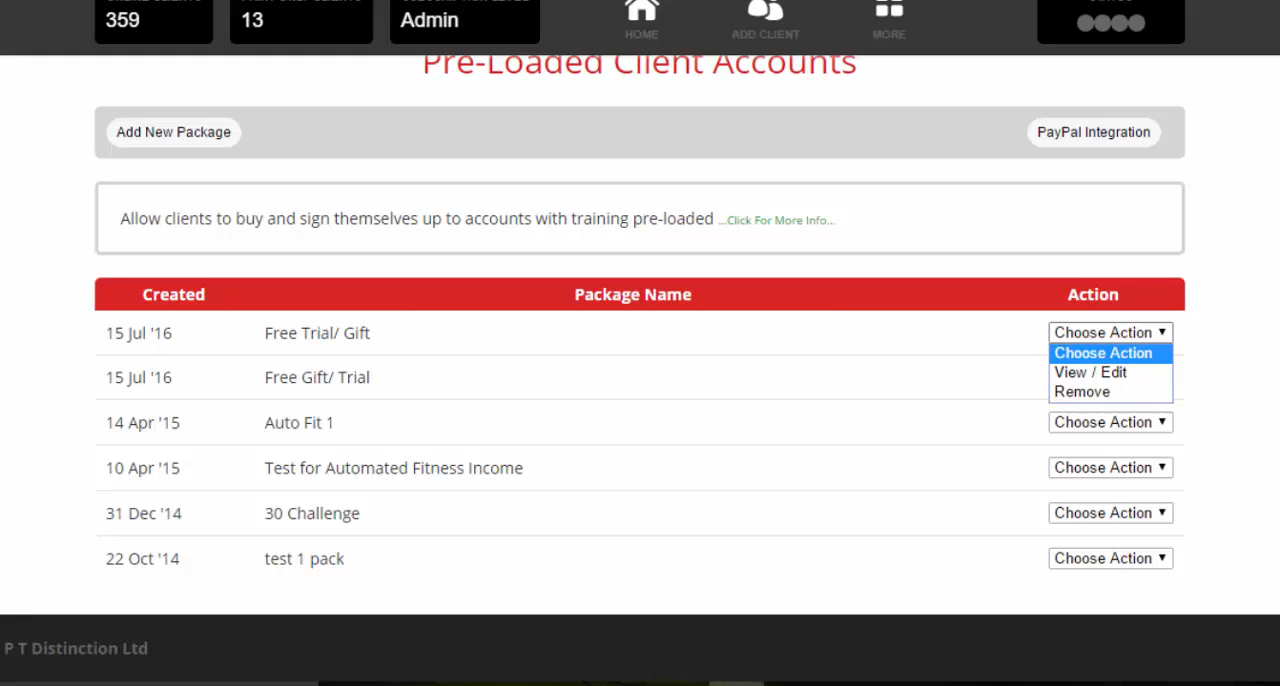 359
13
Admin
HOME
ADD CLIENT
MORE
Pre-Loaded Client Accounts
Add New Package
PayPal Integration
Allow clients to buy and sign themselves up to accounts with training pre-loaded ...Click For More Info...
Created Package Name Action
15 Jul '16 Free Trial/ Gift Choose Action
Choose Action
View / Edit
Remove
15 Jul '16 Free Gift/ Trial
14 Apr '15 Auto Fit 1 Choose Action
10 Apr '15 Test for Automated Fitness Income Choose Action
31 Dec '14 30 Challenge Choose Action
22 Oct '14 test 1 pack Choose Action
P T Distinction Ltd